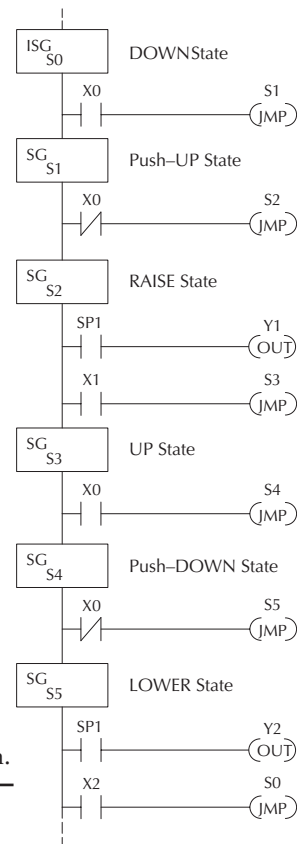 ISG
S0
DOWNState
X0
S1
JMP
SG
S1
Push–UP State
X0
S2
JMP
SG
S2
RAISE State
SP1
Y1
OUT
X1
S3
JMP
SG
S3
UP State
X0
S4
JMP
SG
S4
Push–DOWN State
X0
S5
JMP
SG
S5
LOWER State
SP1
Y2
OUT
n.
X2
S0
JMP